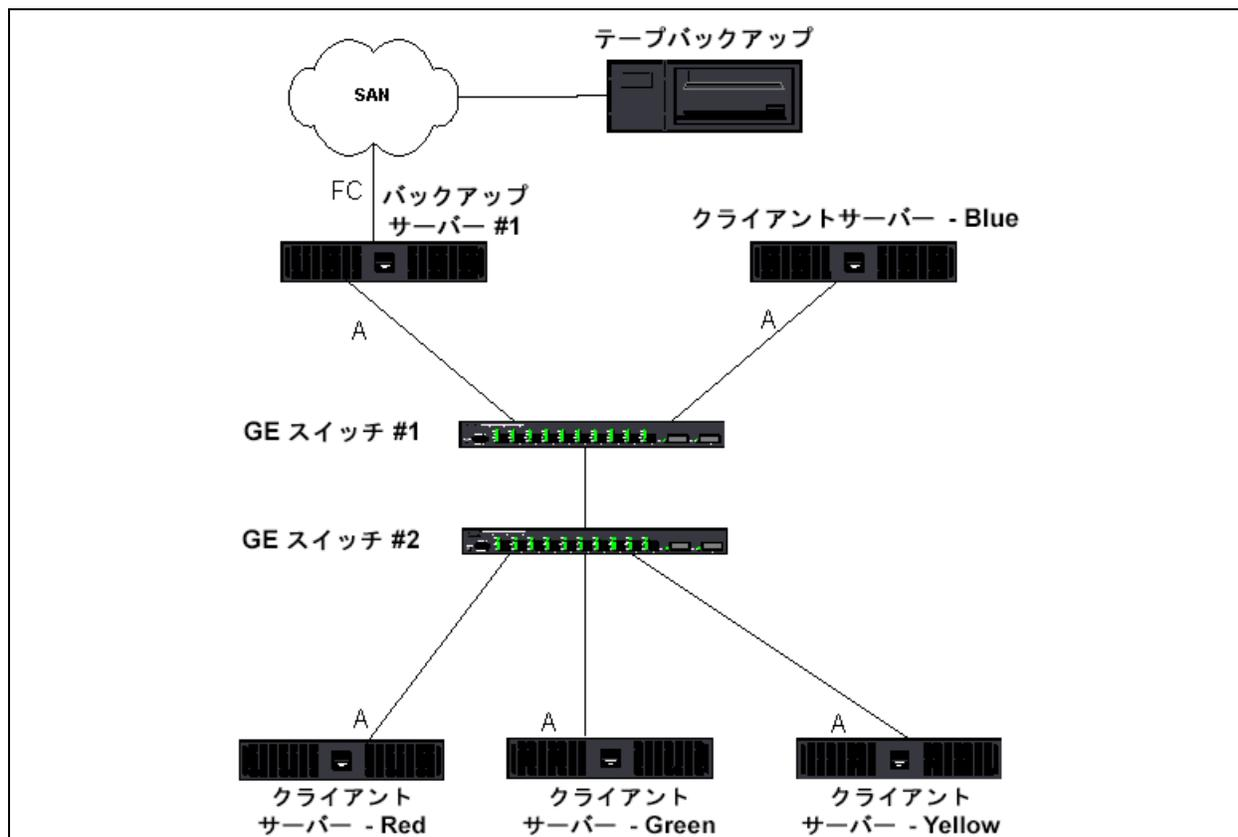 テープバックアップ
SAN
FC
バックアップ
サーバー #1
クライアントサーバー - Blue
A
A
GE スイッチ #1
GE スイッチ #2
A
A
A
クライアント
サーバー - Red
クライアント
サーバー - Green
クライアント
サーバー - Yellow